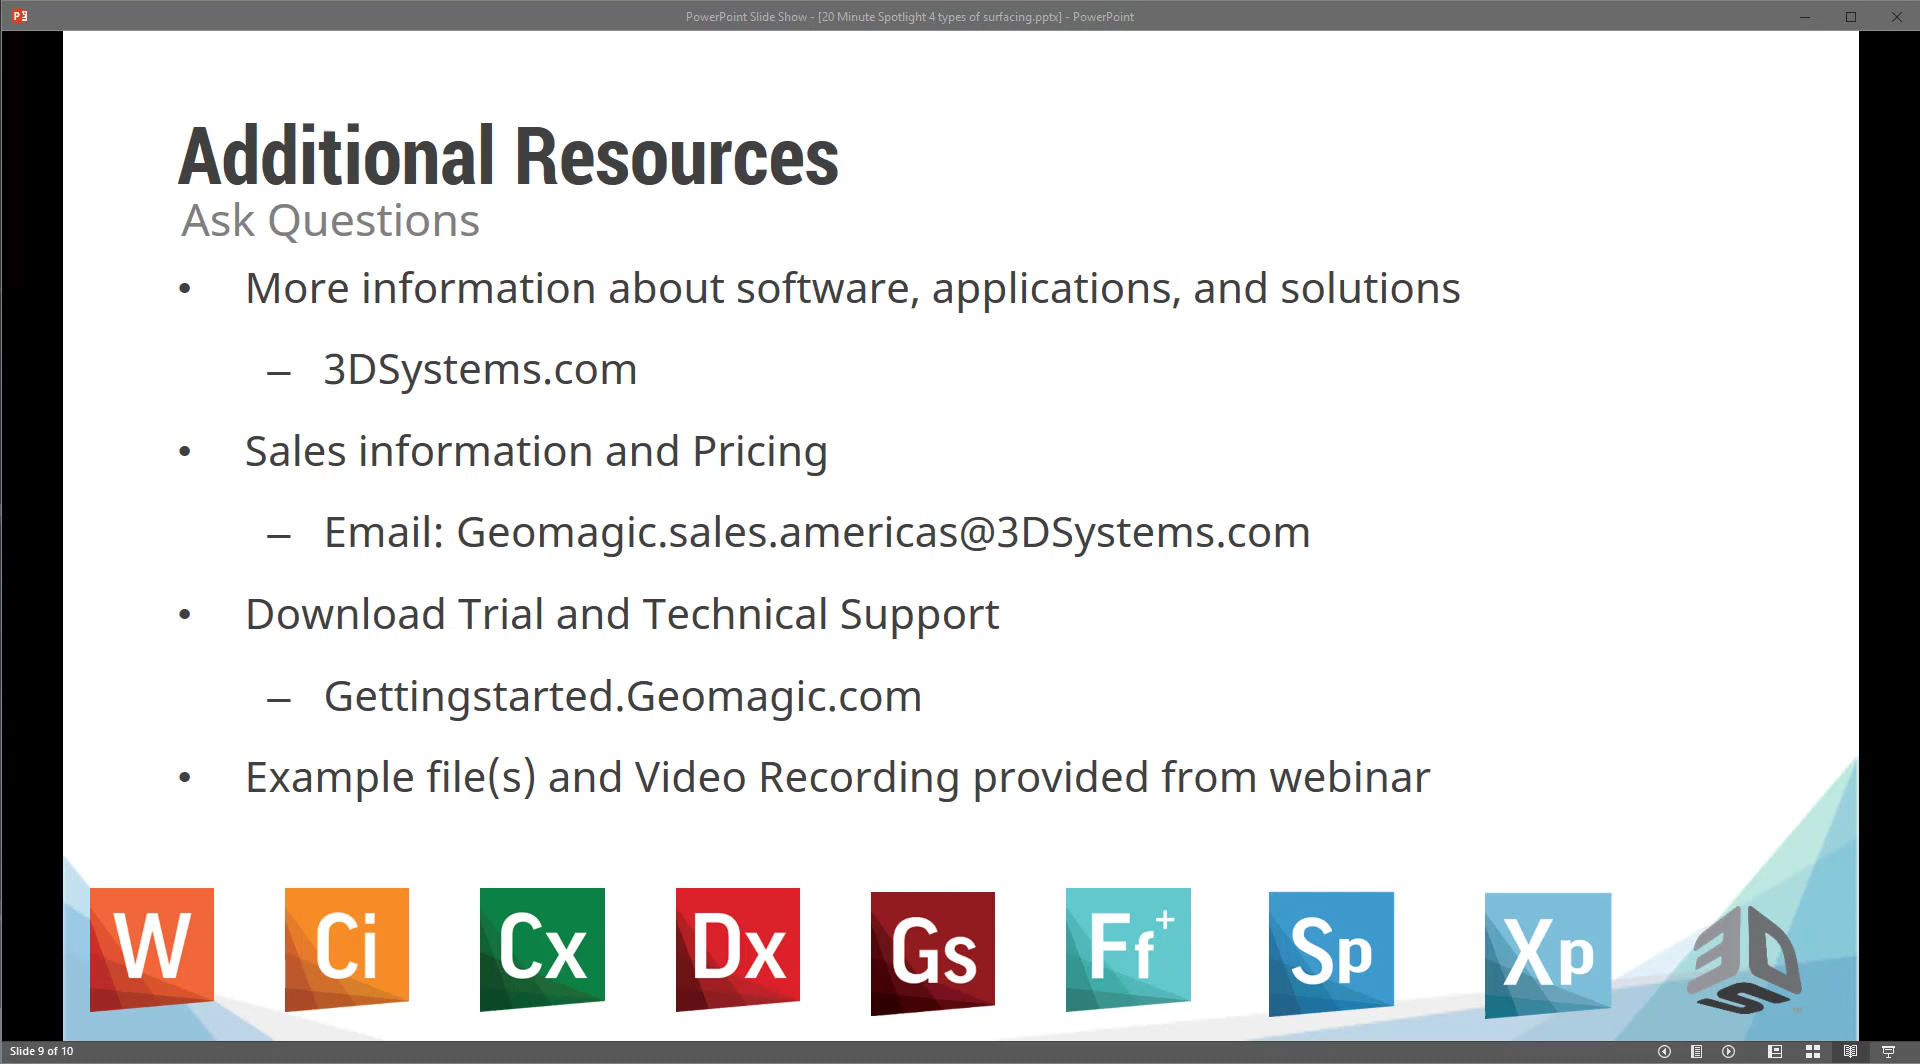 PowerPoint Slide Show - [20 Minute Spotlight 4 types of surfacing.pptx] - PowerPoint
Additional Resources
Ask Questions
• More information about software, applications, and solutions
– 3DSystems.com
• Sales information and Pricing
– Email: Geomagic.sales.americas@3DSystems.com
• Download Trial and Technical Support
– Gettingstarted.Geomagic.com
• Example file(s) and Video Recording provided from webinar
W Ci Cx Dx Gs Ff+ Sp Xp 3DS
Slide 9 of 10